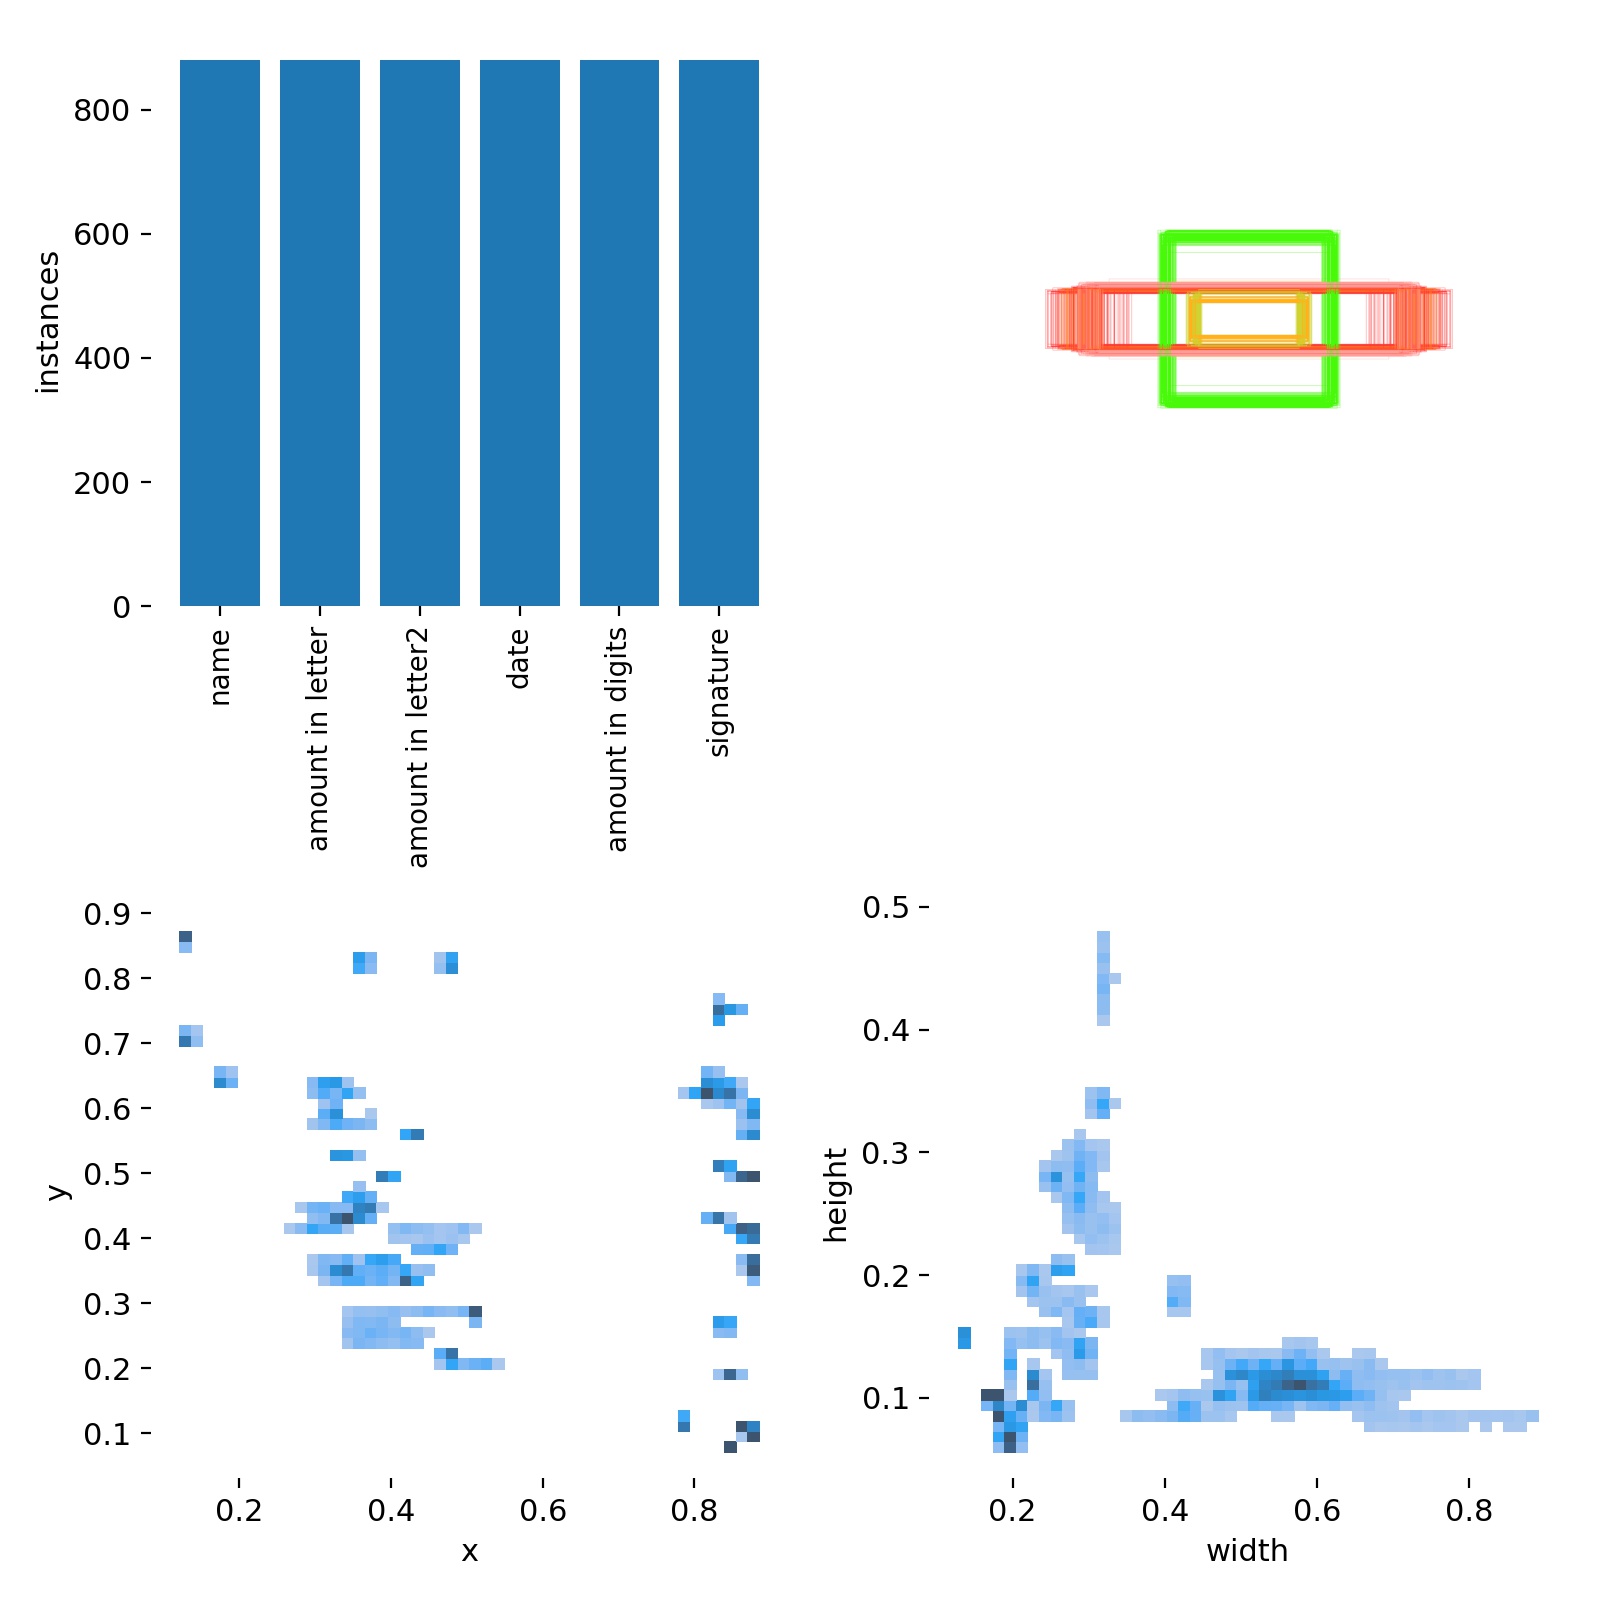 instances
800
600
400
200
0
name
amount in letter
amount in letter2
date
amount in digits
signature
y
0.9
0.8
0.7
0.6
0.5
0.4
0.3
0.2
0.1
0.2 0.4 0.6 0.8
x
height
0.5
0.4
0.3
0.2
0.1
0.2 0.4 0.6 0.8
width